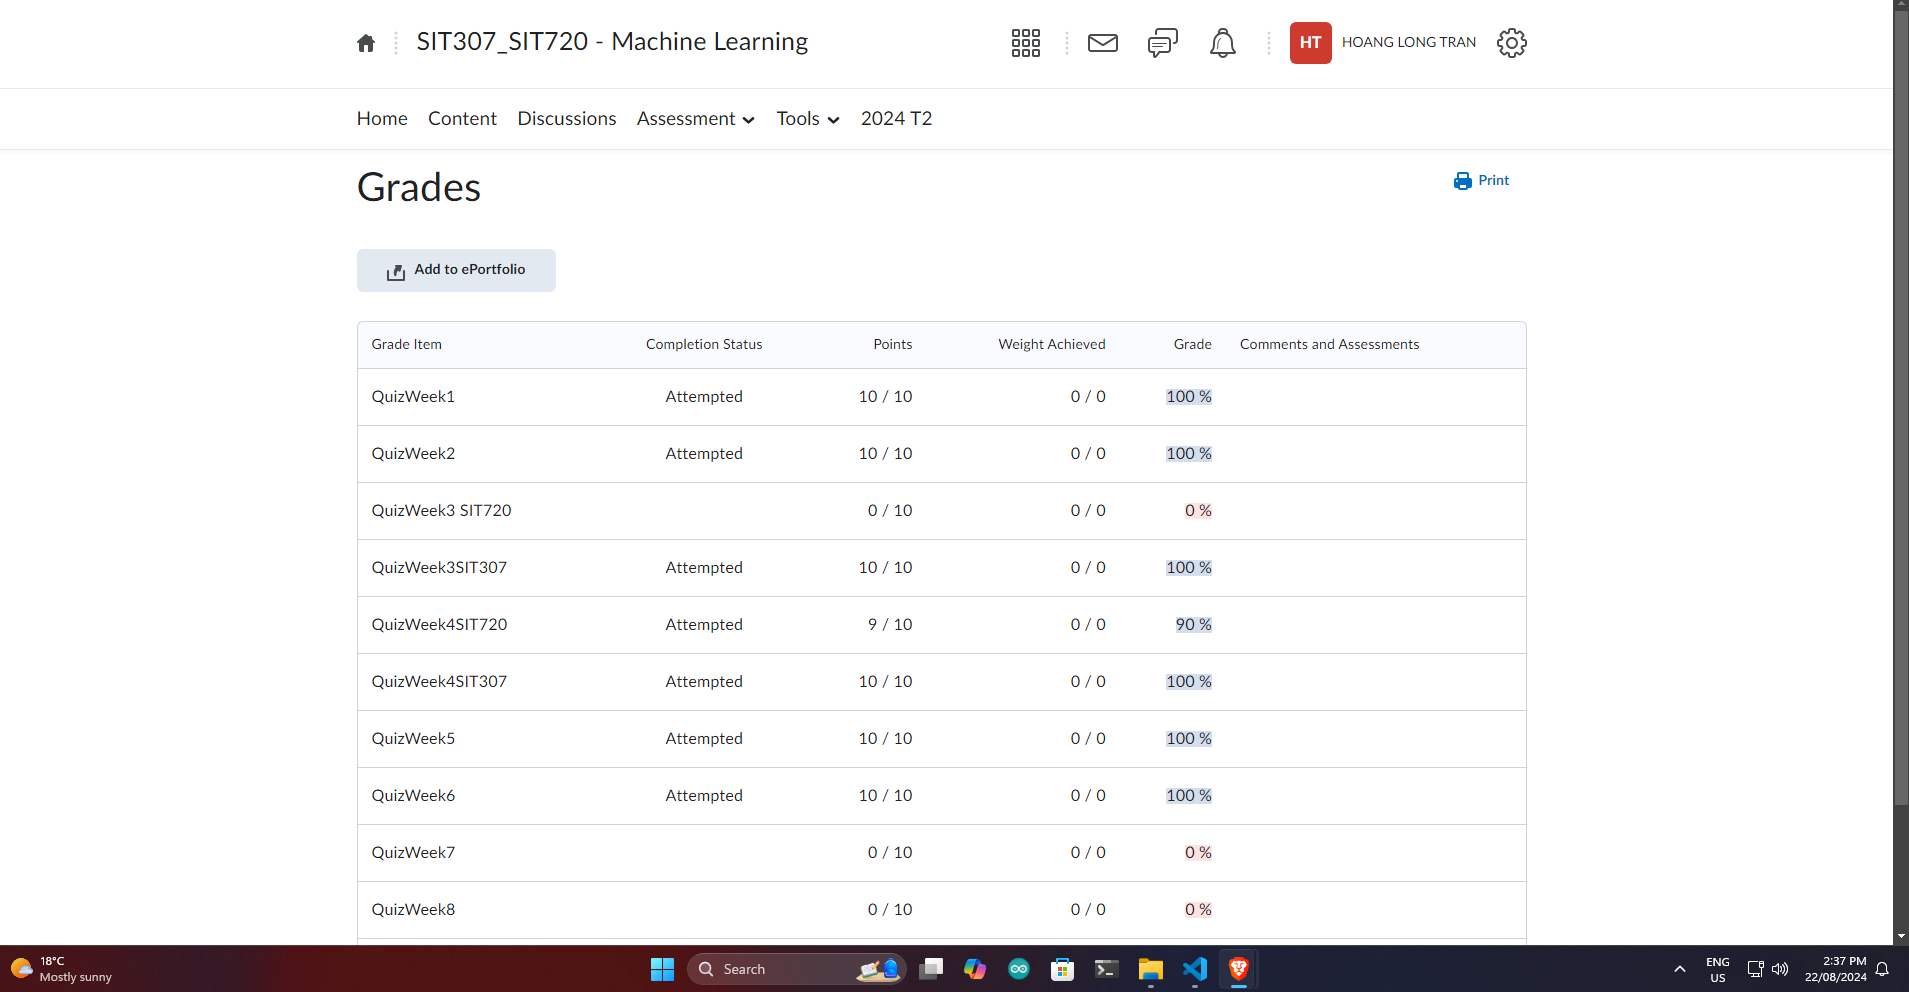 SIT307_SIT720 - Machine Learning
HT
HOANG LONG TRAN
Home Content Discussions Assessment Tools 2024 T2
Grades
Print
Add to ePortfolio
Grade Item Completion Status Points Weight Achieved Grade Comments and Assessments
QuizWeek1 Attempted 10 / 10 0 / 0 100 %
QuizWeek2 Attempted 10 / 10 0 / 0 100 %
QuizWeek3 SIT720 0 / 10 0 / 0 0 %
QuizWeek3SIT307 Attempted 10 / 10 0 / 0 100 %
QuizWeek4SIT720 Attempted 9 / 10 0 / 0 90 %
QuizWeek4SIT307 Attempted 10 / 10 0 / 0 100 %
QuizWeek5 Attempted 10 / 10 0 / 0 100 %
QuizWeek6 Attempted 10 / 10 0 / 0 100 %
QuizWeek7 0 / 10 0 / 0 0 %
QuizWeek8 0 / 10 0 / 0 0 %
18°C
Mostly sunny
Search
ENG
US
2:37 PM
22/08/2024